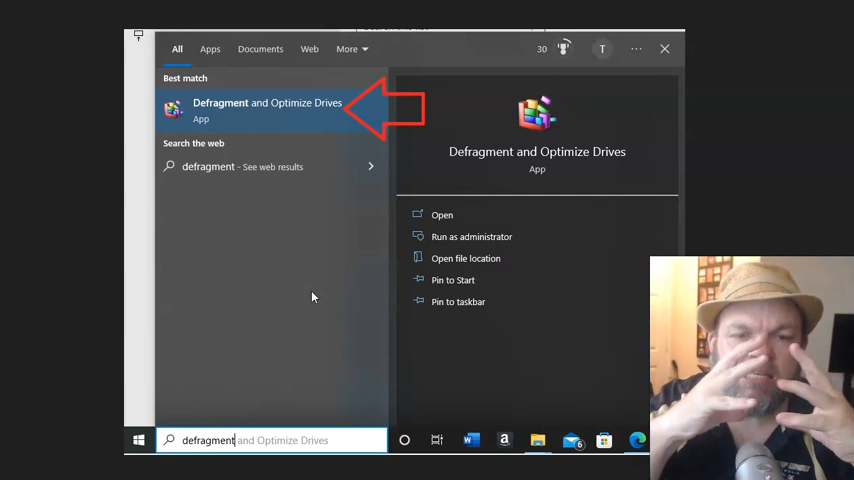 All Apps Documents Web More 30 T
Best match
Defragment and Optimize Drives
App
Search the web
defragment - See web results
Defragment and Optimize Drives
App
Open
Run as administrator
Open file location
Pin to Start
Pin to taskbar
defragment and Optimize Drives
W a 6